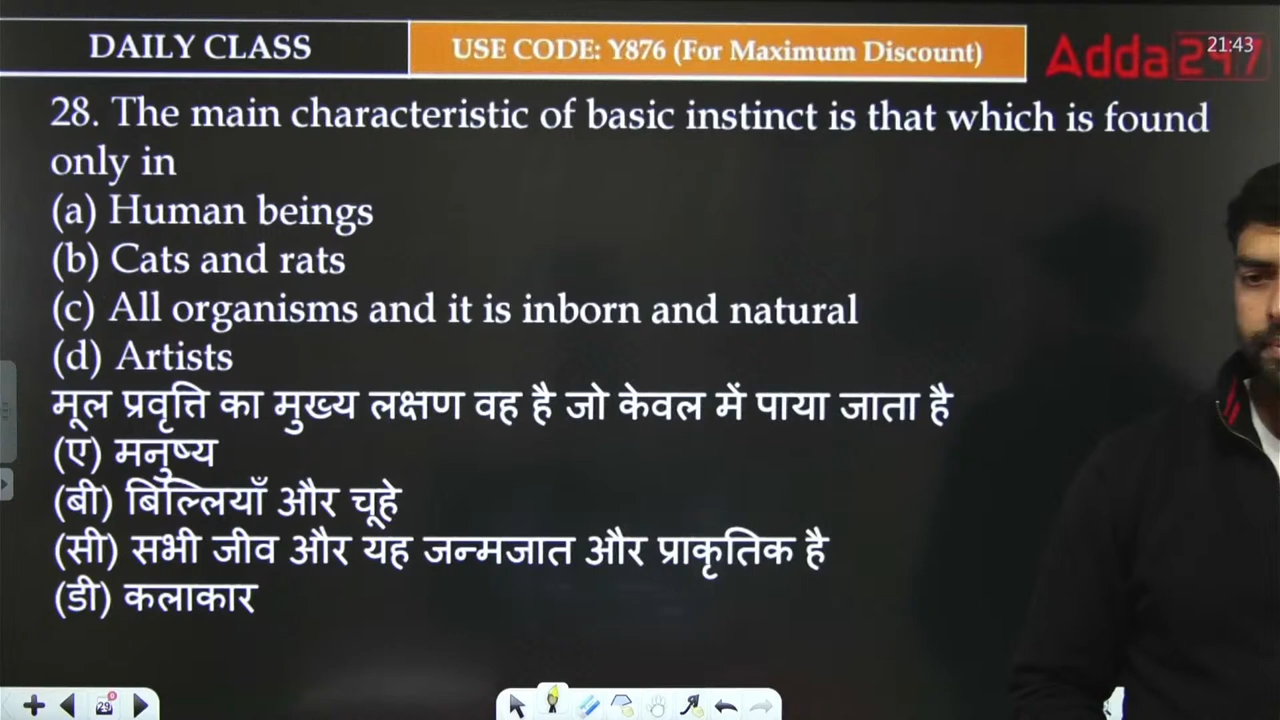 DAILY CLASS
USE CODE: Y876 (For Maximum Discount)
Adda247
21:43
28. The main characteristic of basic instinct is that which is found
only in
(a) Human beings
(b) Cats and rats
(c) All organisms and it is inborn and natural
(d) Artists
मूल प्रवृत्ति का मुख्य लक्षण वह है जो केवल में पाया जाता है
(ए) मनुष्य
(बी) बिल्लियाँ और चूहे
(सी) सभी जीव और यह जन्मजात और प्राकृतिक है
(डी) कलाकार
29